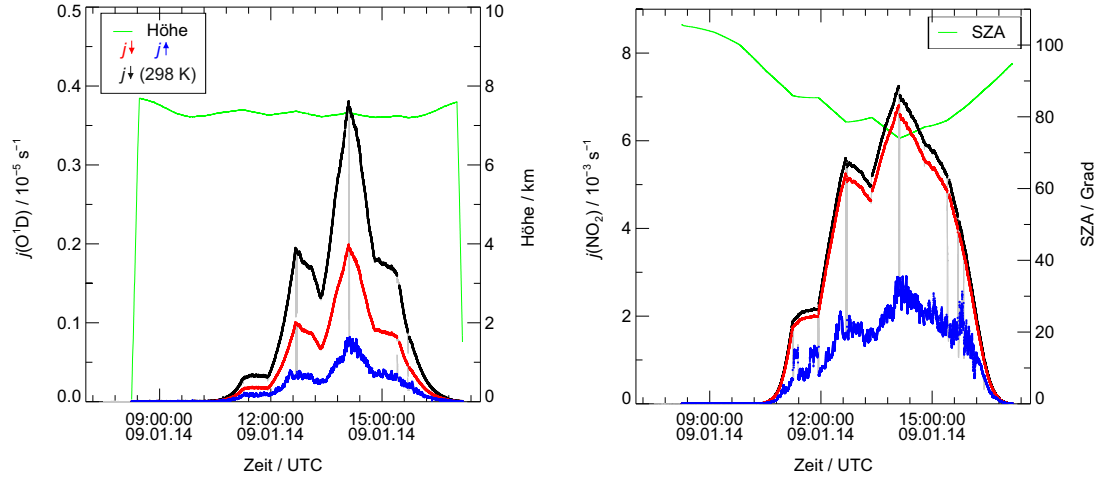 Höhe
j↓ j↑
j↓ (298 K)
0.5
0.4
0.3
0.2
0.1
0.0
j(O¹D) / 10⁻⁵ s⁻¹
10
8
6
4
2
0
Höhe / km
09:00:00 12:00:00 15:00:00
09.01.14 09.01.14 09.01.14
Zeit / UTC
SZA
8
6
4
2
0
j(NO₂) / 10⁻³ s⁻¹
100
80
60
40
20
0
SZA / Grad
09:00:00 12:00:00 15:00:00
09.01.14 09.01.14 09.01.14
Zeit / UTC